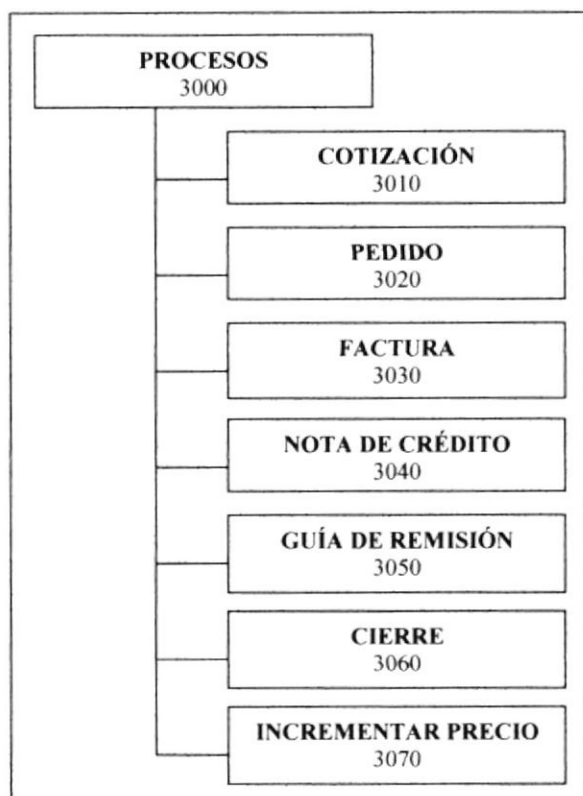 PROCESOS
3000
COTIZACIÓN
3010
PEDIDO
3020
FACTURA
3030
NOTA DE CRÉDITO
3040
GUÍA DE REMISIÓN
3050
CIERRE
3060
INCREMENTAR PRECIO
3070